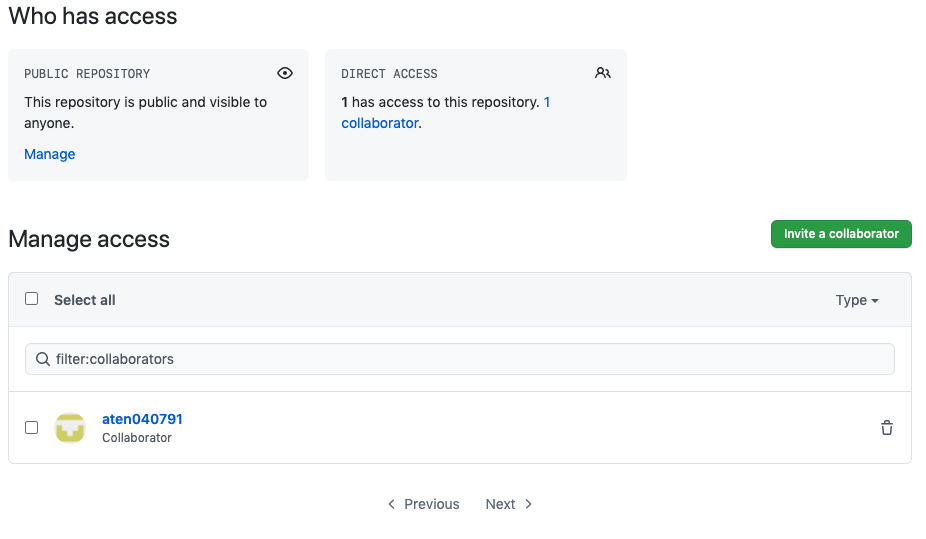 Who has access
PUBLIC REPOSITORY
This repository is public and visible to
anyone.
Manage
DIRECT ACCESS
1 has access to this repository. 1
collaborator.
Manage access
Invite a collaborator
Select all
Type
filter:collaborators
aten040791
Collaborator
Previous
Next